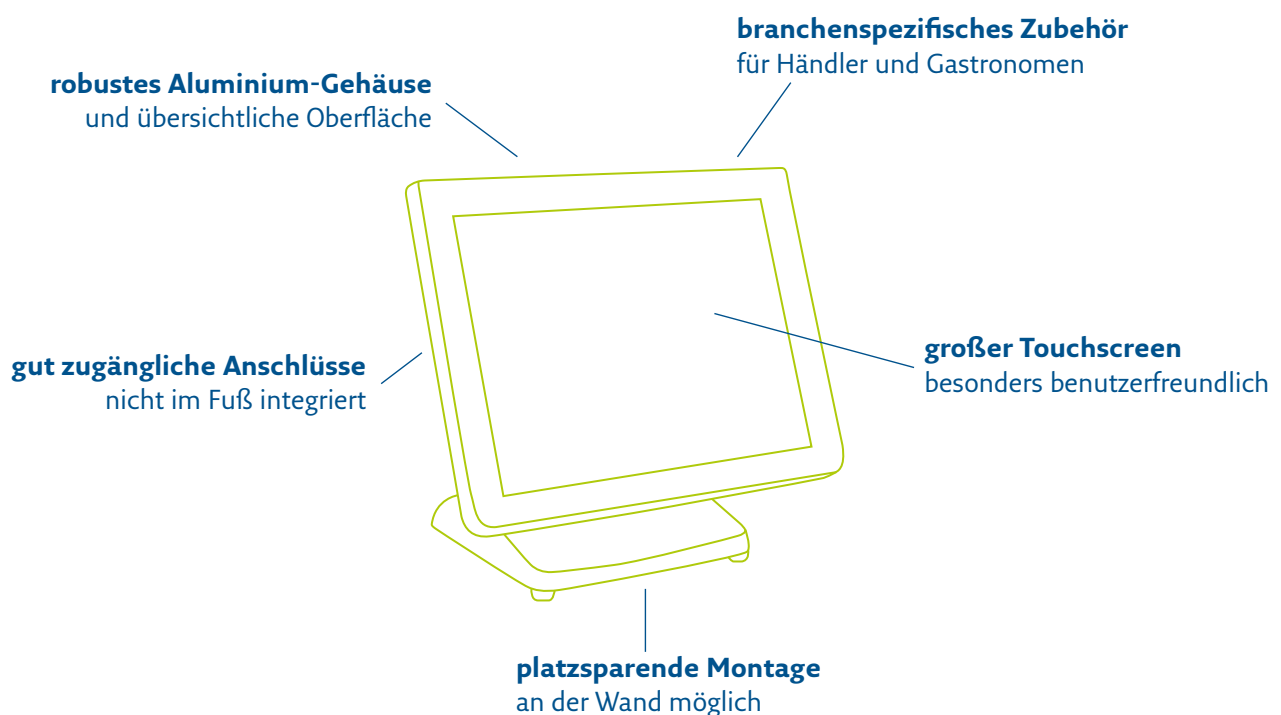 branchenspezifisches Zubehör
für Händler und Gastronomen
robustes Aluminium-Gehäuse
und übersichtliche Oberfläche
großer Touchscreen
besonders benutzerfreundlich
gut zugängliche Anschlüsse
nicht im Fuß integriert
platzsparende Montage
an der Wand möglich